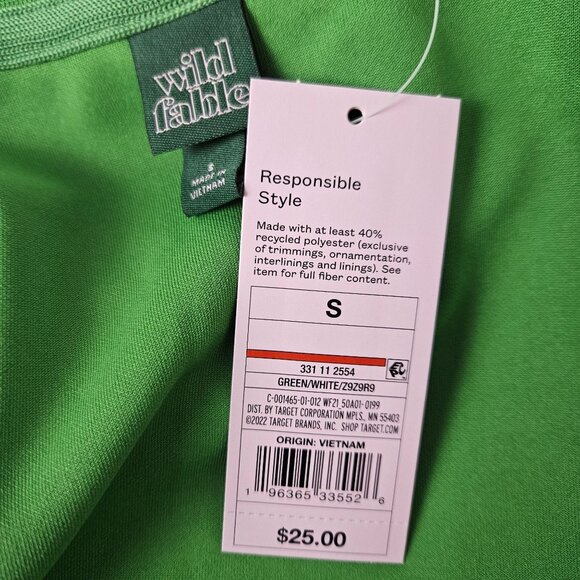 wild
fable
S
MADE IN
VIETNAM
Responsible
Style
Made with at least 40%
recycled polyester (exclusive
of trimmings, ornamentation,
interlinings and linings). See
item for full fiber content.
S
331 11 2554
GREEN/WHITE/Z9Z9R9
C-001465-01-012 WF21_50A01-0199
DIST. BY TARGET CORPORATION MPLS., MN 55403
©2022 TARGET BRANDS, INC. SHOP TARGET.COM
ORIGIN: VIETNAM
1 96365 33552 6
$25.00